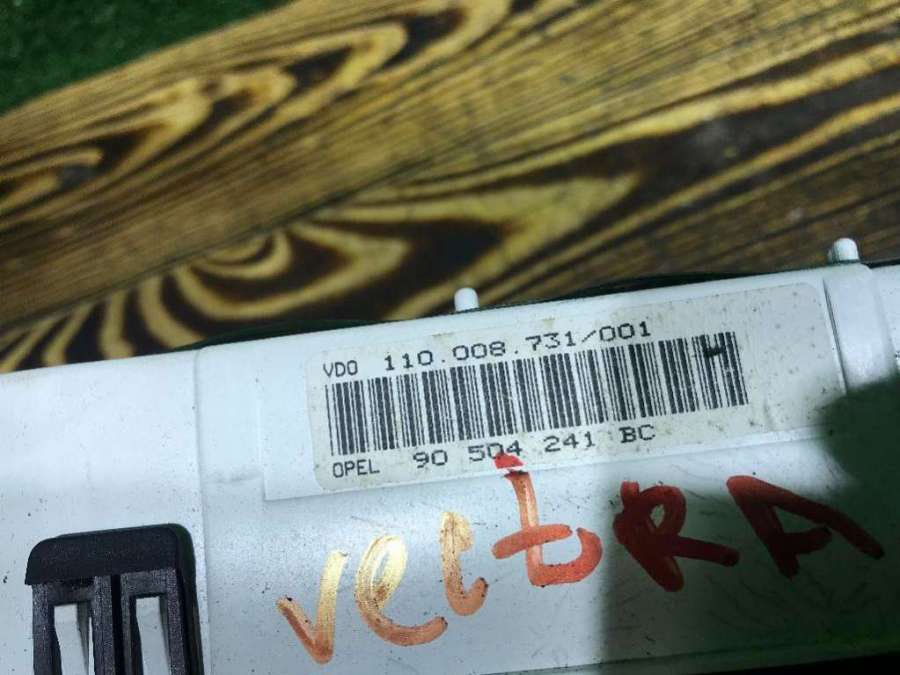 VDO 110.008.731/001
OPEL 90 504 241 BC
vectRA